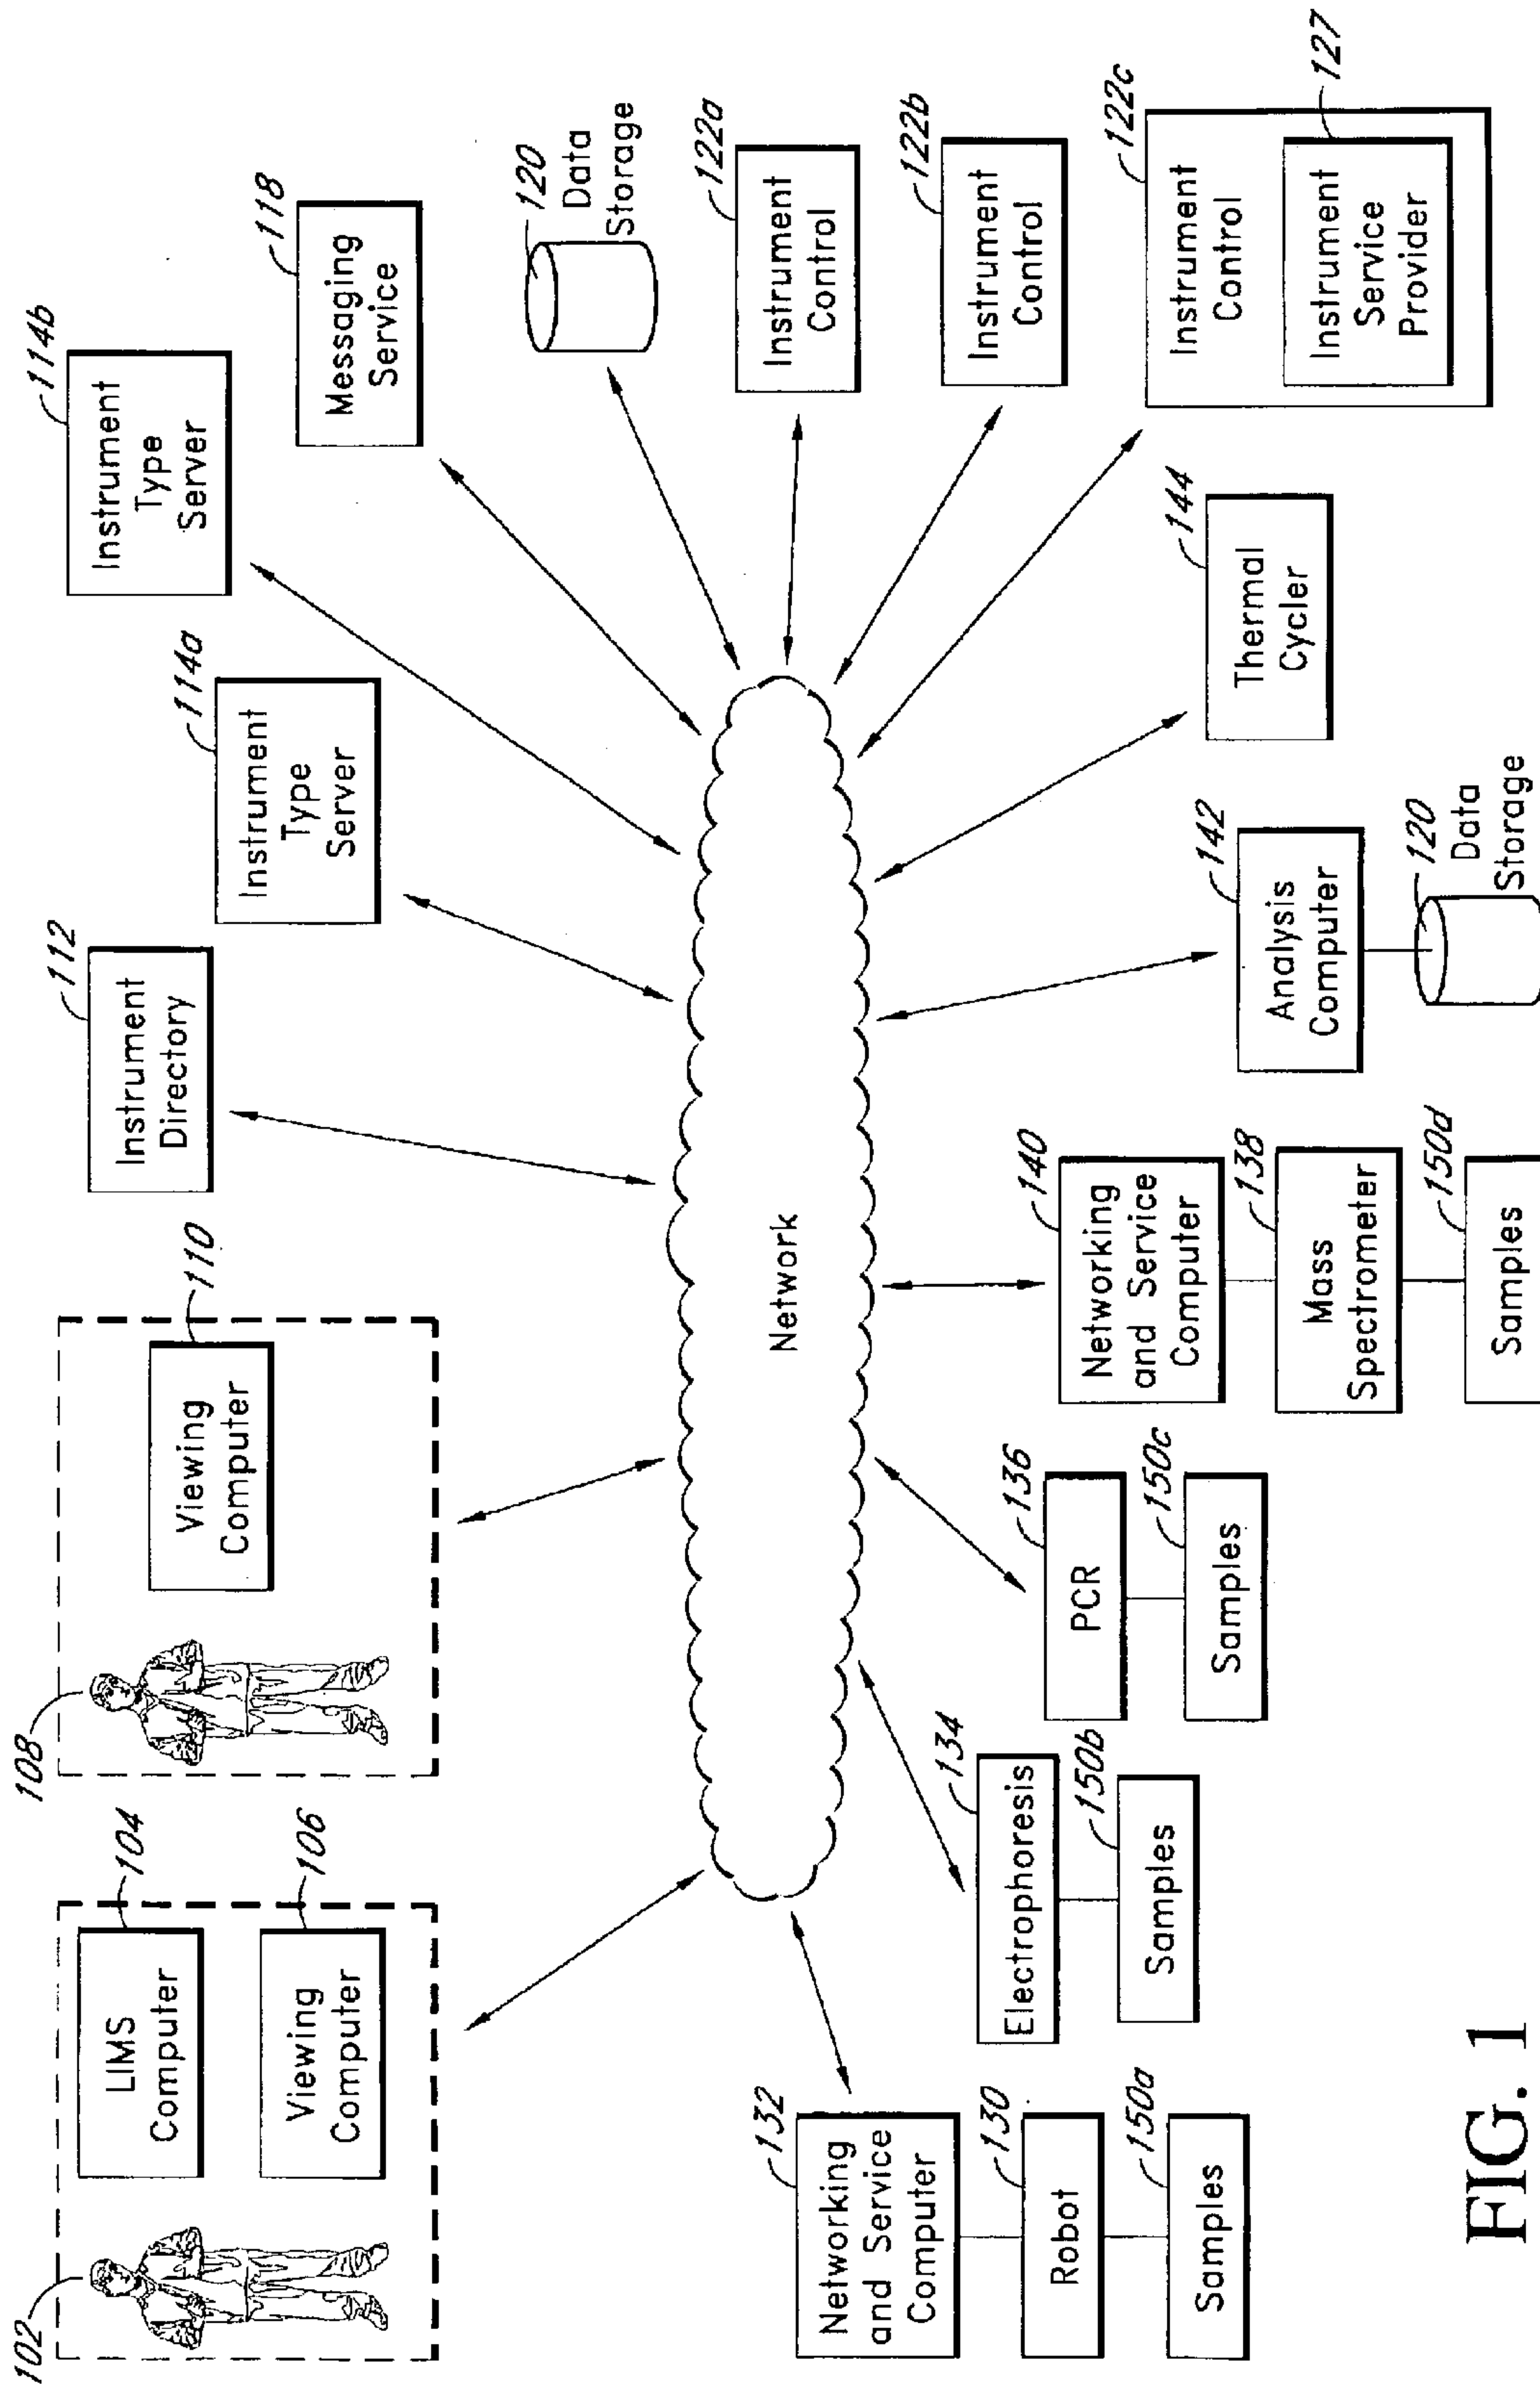 102
LIMS
Computer
104
Viewing
Computer
106
108
Viewing
Computer
110
Instrument
Directory
112
Instrument
Type
Server
114a
Instrument
Type
Server
114b
Messaging
Service
118
120
Data
Storage
Instrument
Control
122a
Instrument
Control
122b
Instrument
Control
122c
Instrument
Service
Provider
127
Network
Networking
and Service
Computer
132
Robot
130
Samples
150a
Electrophoresis
134
Samples
150b
PCR
136
Samples
150c
Networking
and Service
Computer
140
Mass
Spectrometer
138
Samples
150d
Analysis
Computer
142
120
Data
Storage
Thermal
Cycler
144
FIG. 1